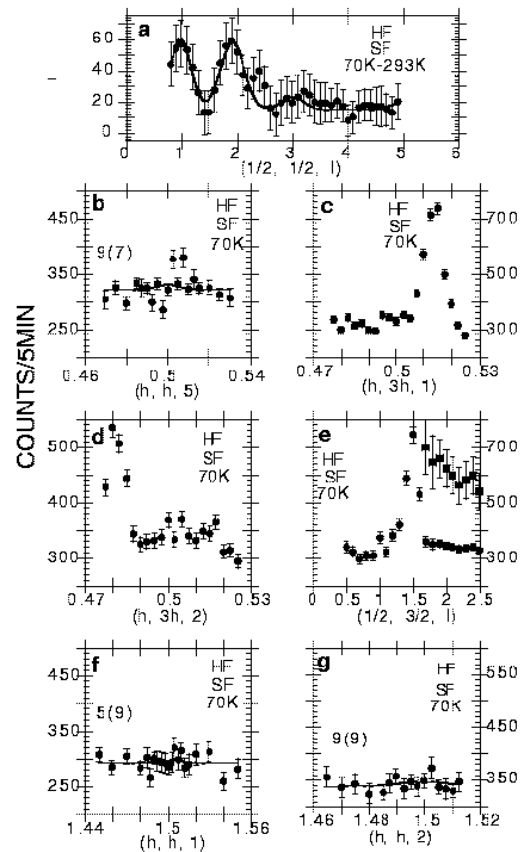 a
HF
SF
70K-293K
60
40
20
0
0 1 2 3 4 5 6
[1/2, 1/2, l)
b
HF
SF
70K
9(7)
450
350
250
0.46 0.5 0.54
(h, h, 5)
c
HF
SF
70K
700
500
300
0.47 0.5 0.53
(h, 3h, 1)
COUNTS/5MIN
d
HF
SF
70K
500
400
300
0.47 0.5 0.53
(h, 3h, 2)
e
HF
SF
70K
700
500
300
0 0.5 1.0 1.5 2.0 2.5
(1/2, 3/2, l)
f
HF
SF
70K
5(9)
450
350
250
1.44 1.5 1.56
(h, h, 1)
g
HF
SF
70K
9(9)
550
450
350
1.46 1.48 1.5 1.52
(h, h, 2)